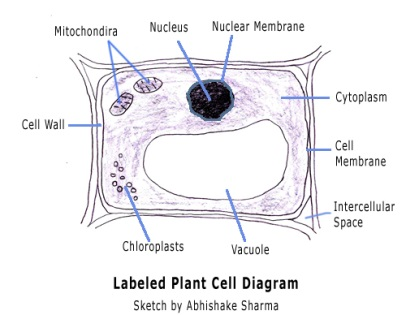 Mitochondira
Nucleus
Nuclear Membrane
Cytoplasm
Cell Wall
Cell
Membrane
Intercellular
Space
Chloroplasts
Vacuole
Labeled Plant Cell Diagram
Sketch by Abhishake Sharma